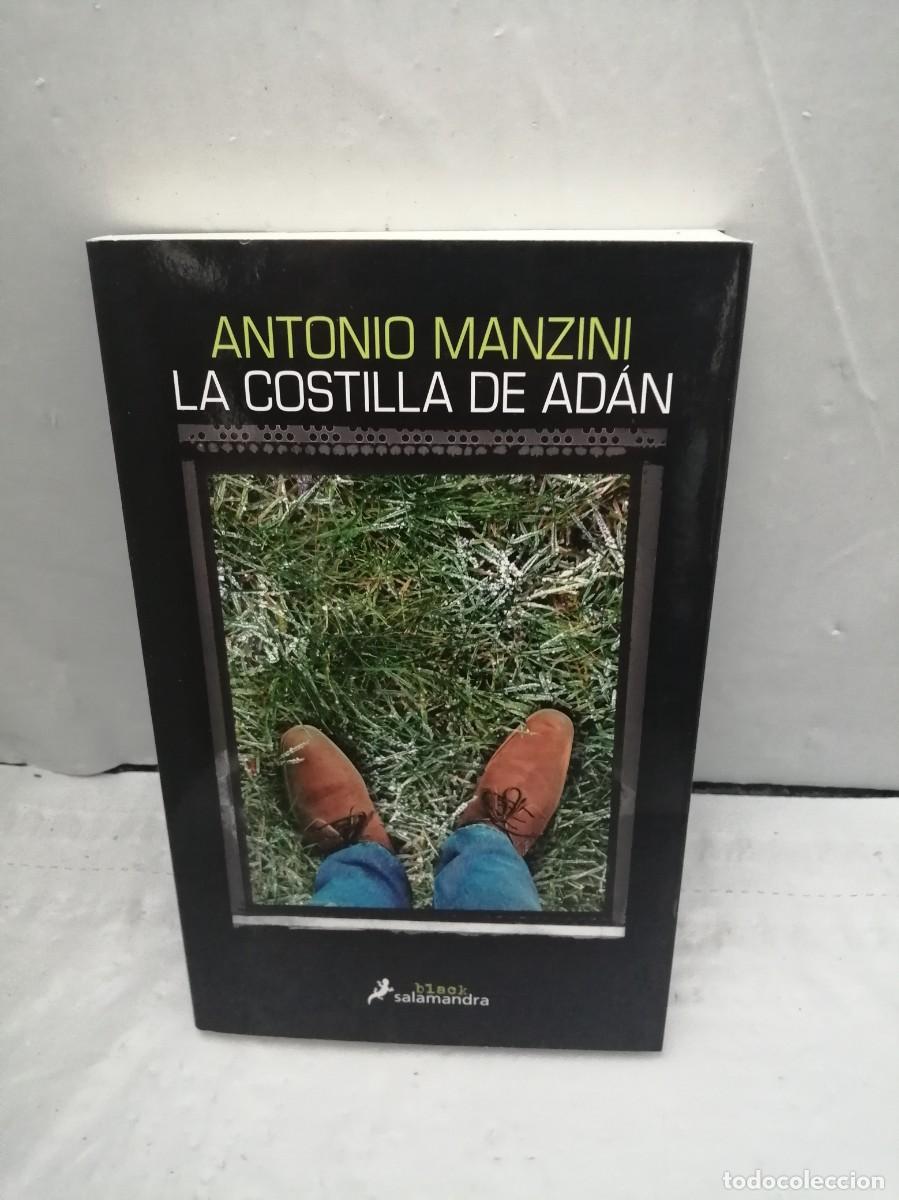 ANTONIO MANZINI
LA COSTILLA DE ADÁN
black
salamandra
todocoleccion